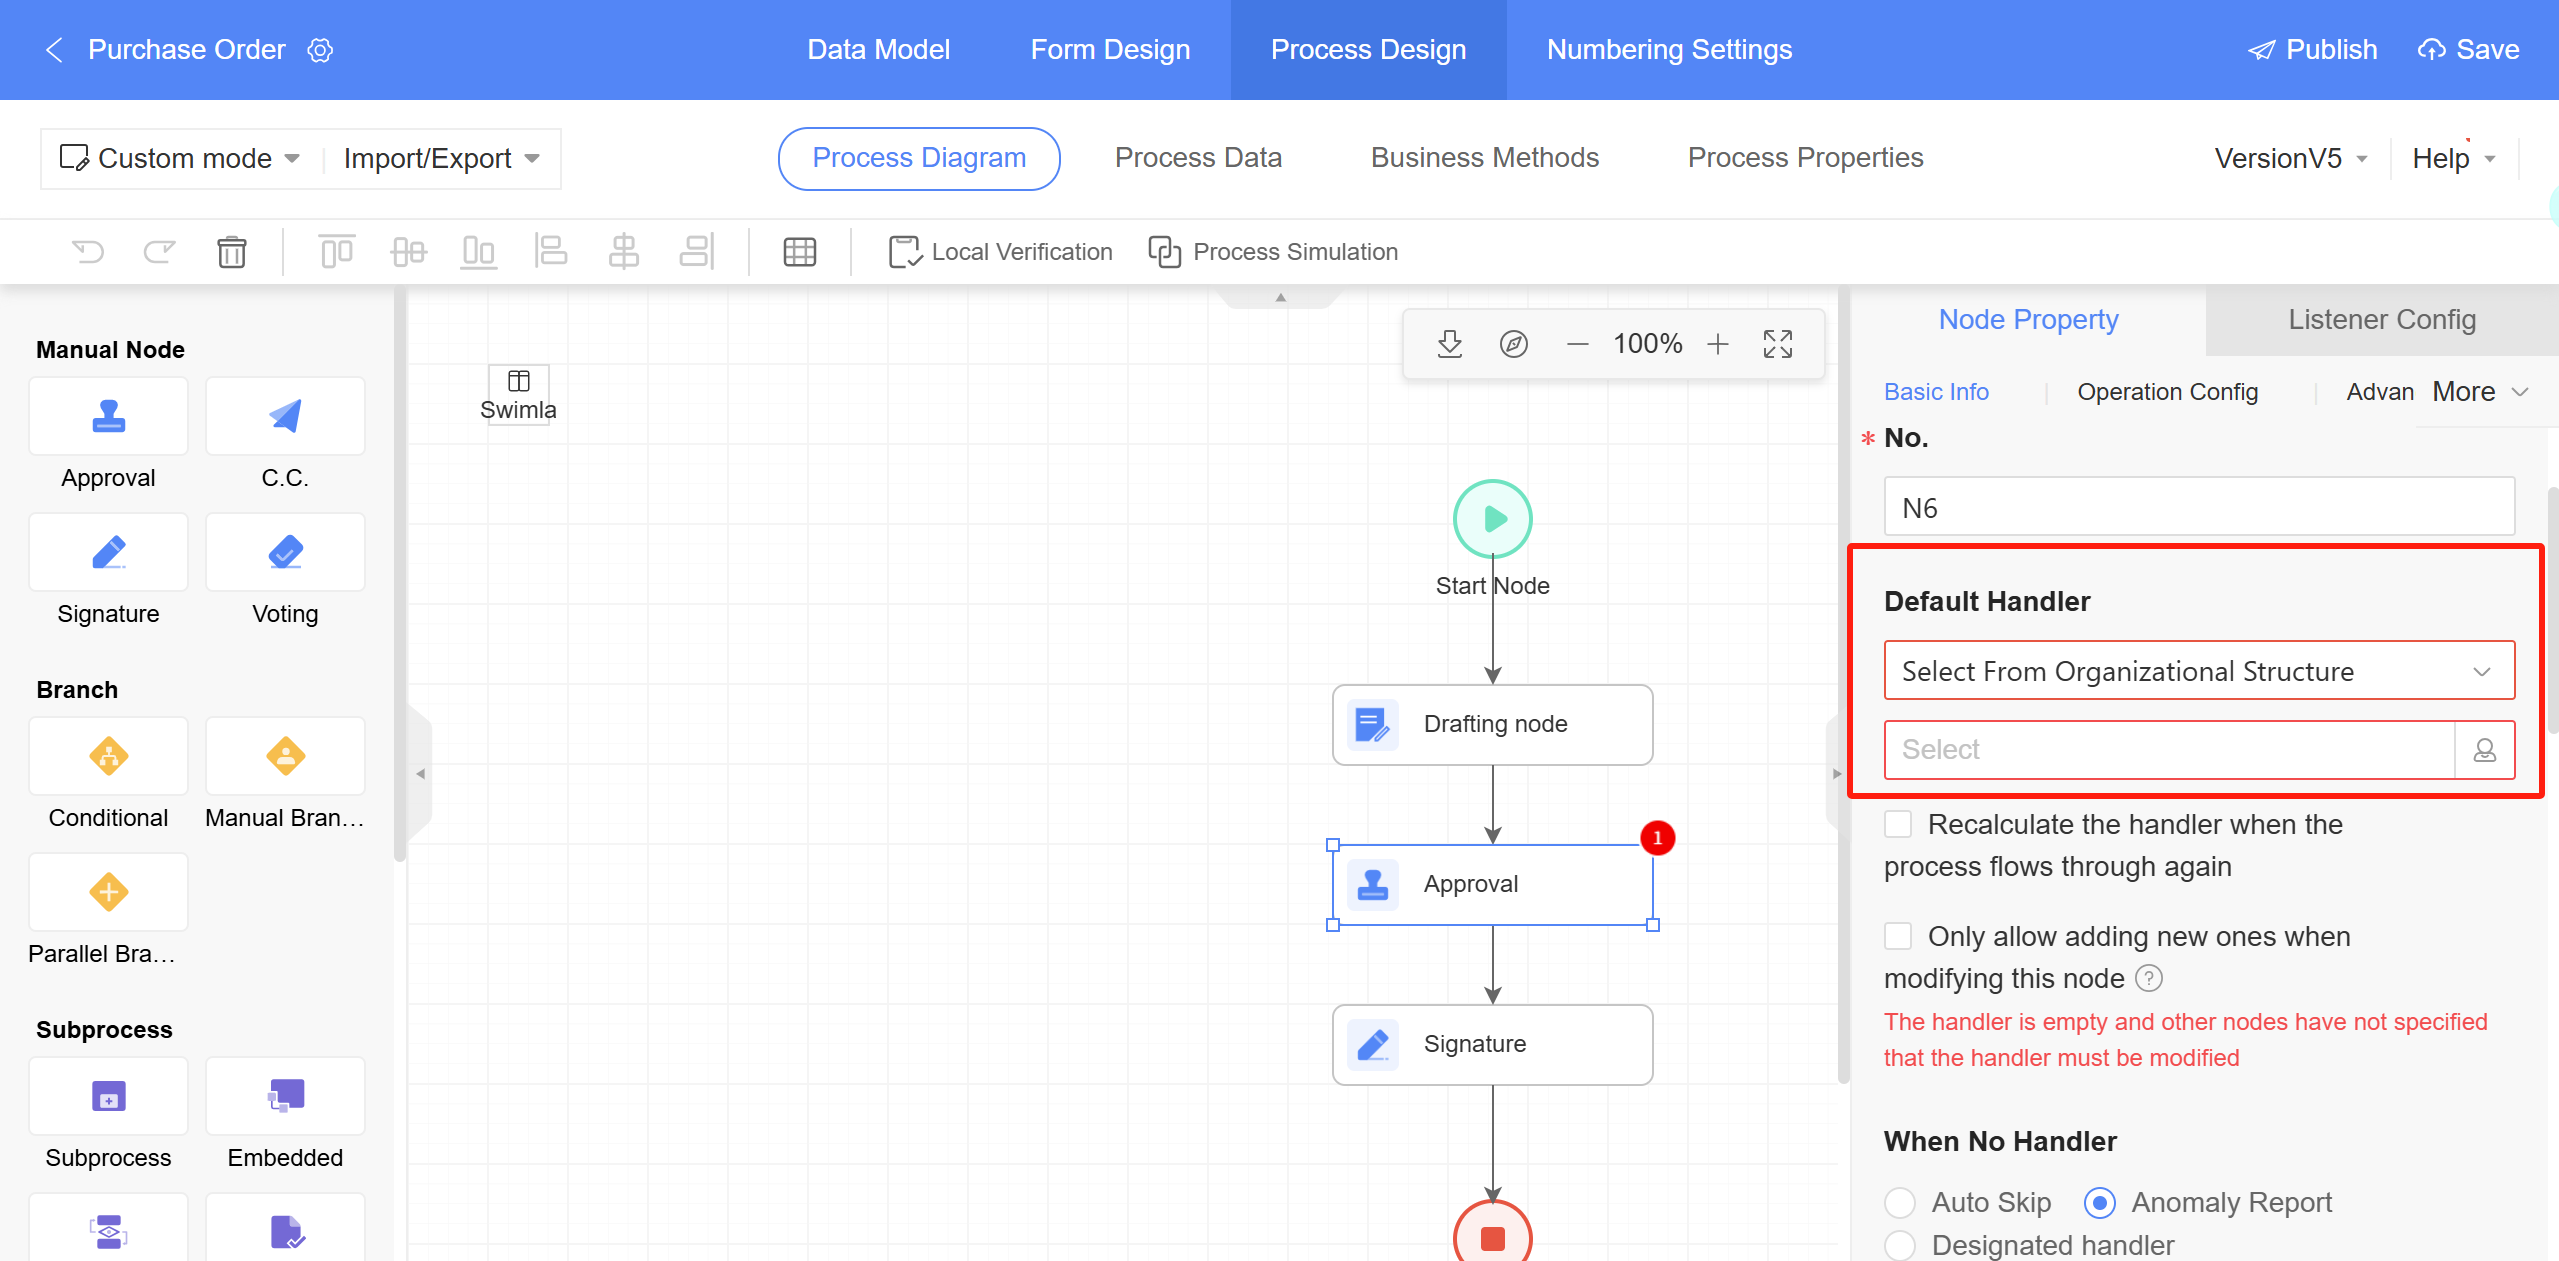 Purchase Order
Data Model
Form Design
Process Design
Numbering Settings
Publish
Save
Custom mode
Import/Export
Process Diagram
Process Data
Business Methods
Process Properties
VersionV5
Help
Local Verification
Process Simulation
Manual Node
Approval
C.C.
Signature
Voting
Branch
Conditional
Manual Bran...
Parallel Bra...
Subprocess
Subprocess
Embedded
Swimla
100%
Start Node
Drafting node
1
Approval
Signature
Node Property
Listener Config
Basic Info
Operation Config
Advan
More
* No.
N6
Default Handler
Select From Organizational Structure
Select
Recalculate the handler when the
process flows through again
Only allow adding new ones when
modifying this node ?
The handler is empty and other nodes have not specified
that the handler must be modified
When No Handler
Auto Skip
Anomaly Report
Designated handler